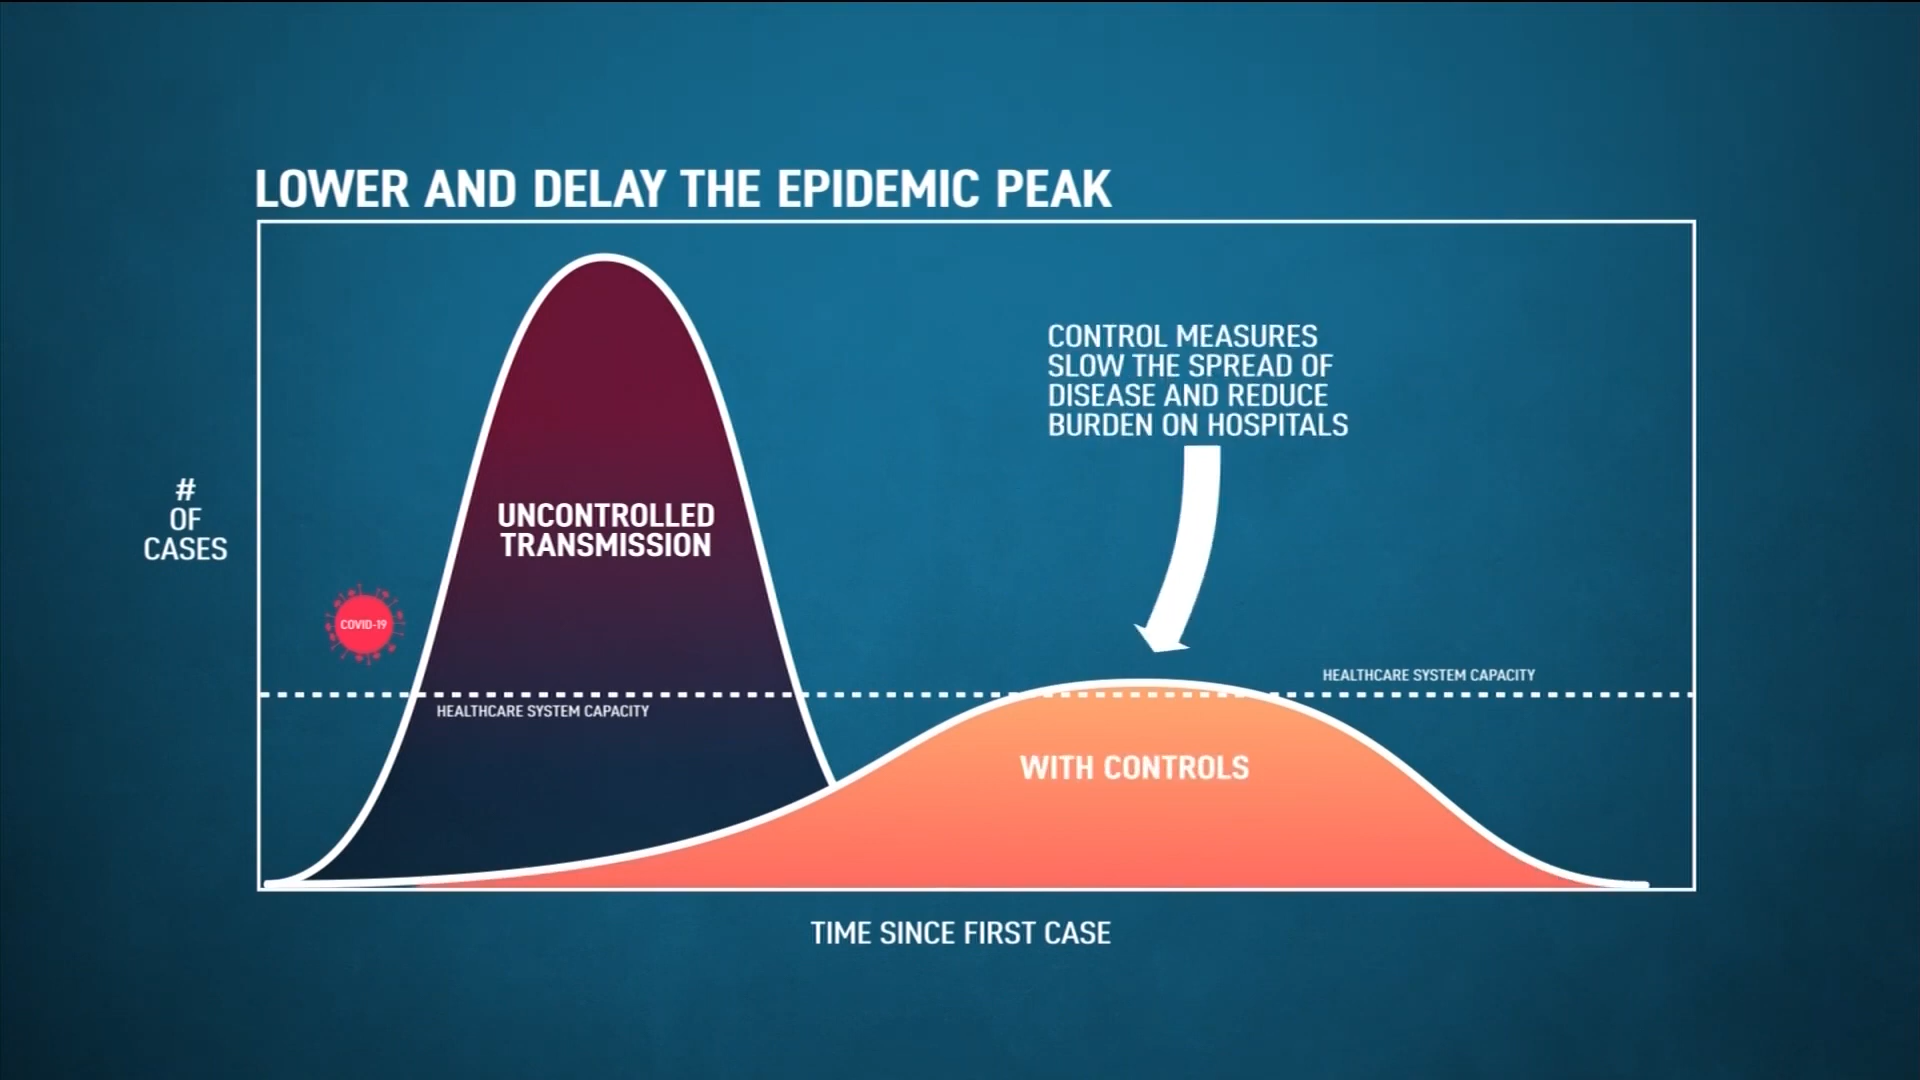 LOWER AND DELAY THE EPIDEMIC PEAK
CONTROL MEASURES
SLOW THE SPREAD OF
DISEASE AND REDUCE
BURDEN ON HOSPITALS
#
OF
CASES
UNCONTROLLED
TRANSMISSION
COVID-19
HEALTHCARE SYSTEM CAPACITY
HEALTHCARE SYSTEM CAPACITY
WITH CONTROLS
TIME SINCE FIRST CASE